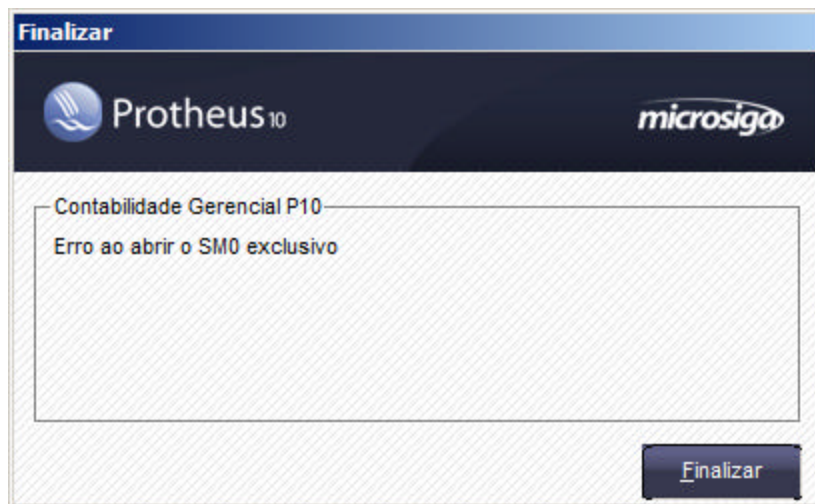 Finalizar
Protheus10
microsiga
Contabilidade Gerencial P10
Erro ao abrir o SM0 exclusivo
Finalizar